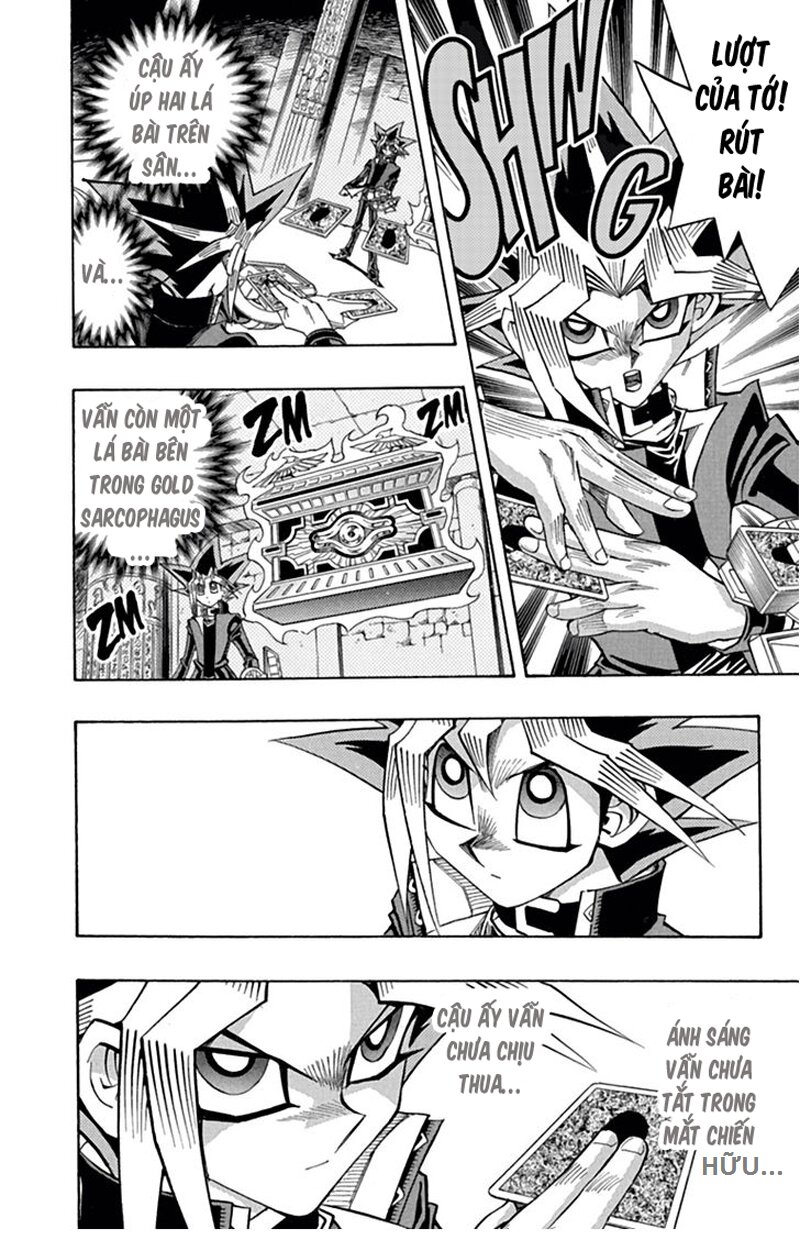 LƯỢT
CỦA TỚ!
RÚT
BÀI!
SHING
CẬU ẤY
ÚP HAI LÁ
BÀI TRÊN
SÂN...
VÀ...
VẪN CÒN MỘT
LÁ BÀI BÊN
TRONG GOLD
SARCOPHAGUS
...
ZM
ZM
ZM
ÁNH SÁNG
VẪN CHƯA
TẮT TRONG
MẮT CHIẾN
HỮU...
CẬU ẤY VẪN
CHƯA CHỊU
THUA...